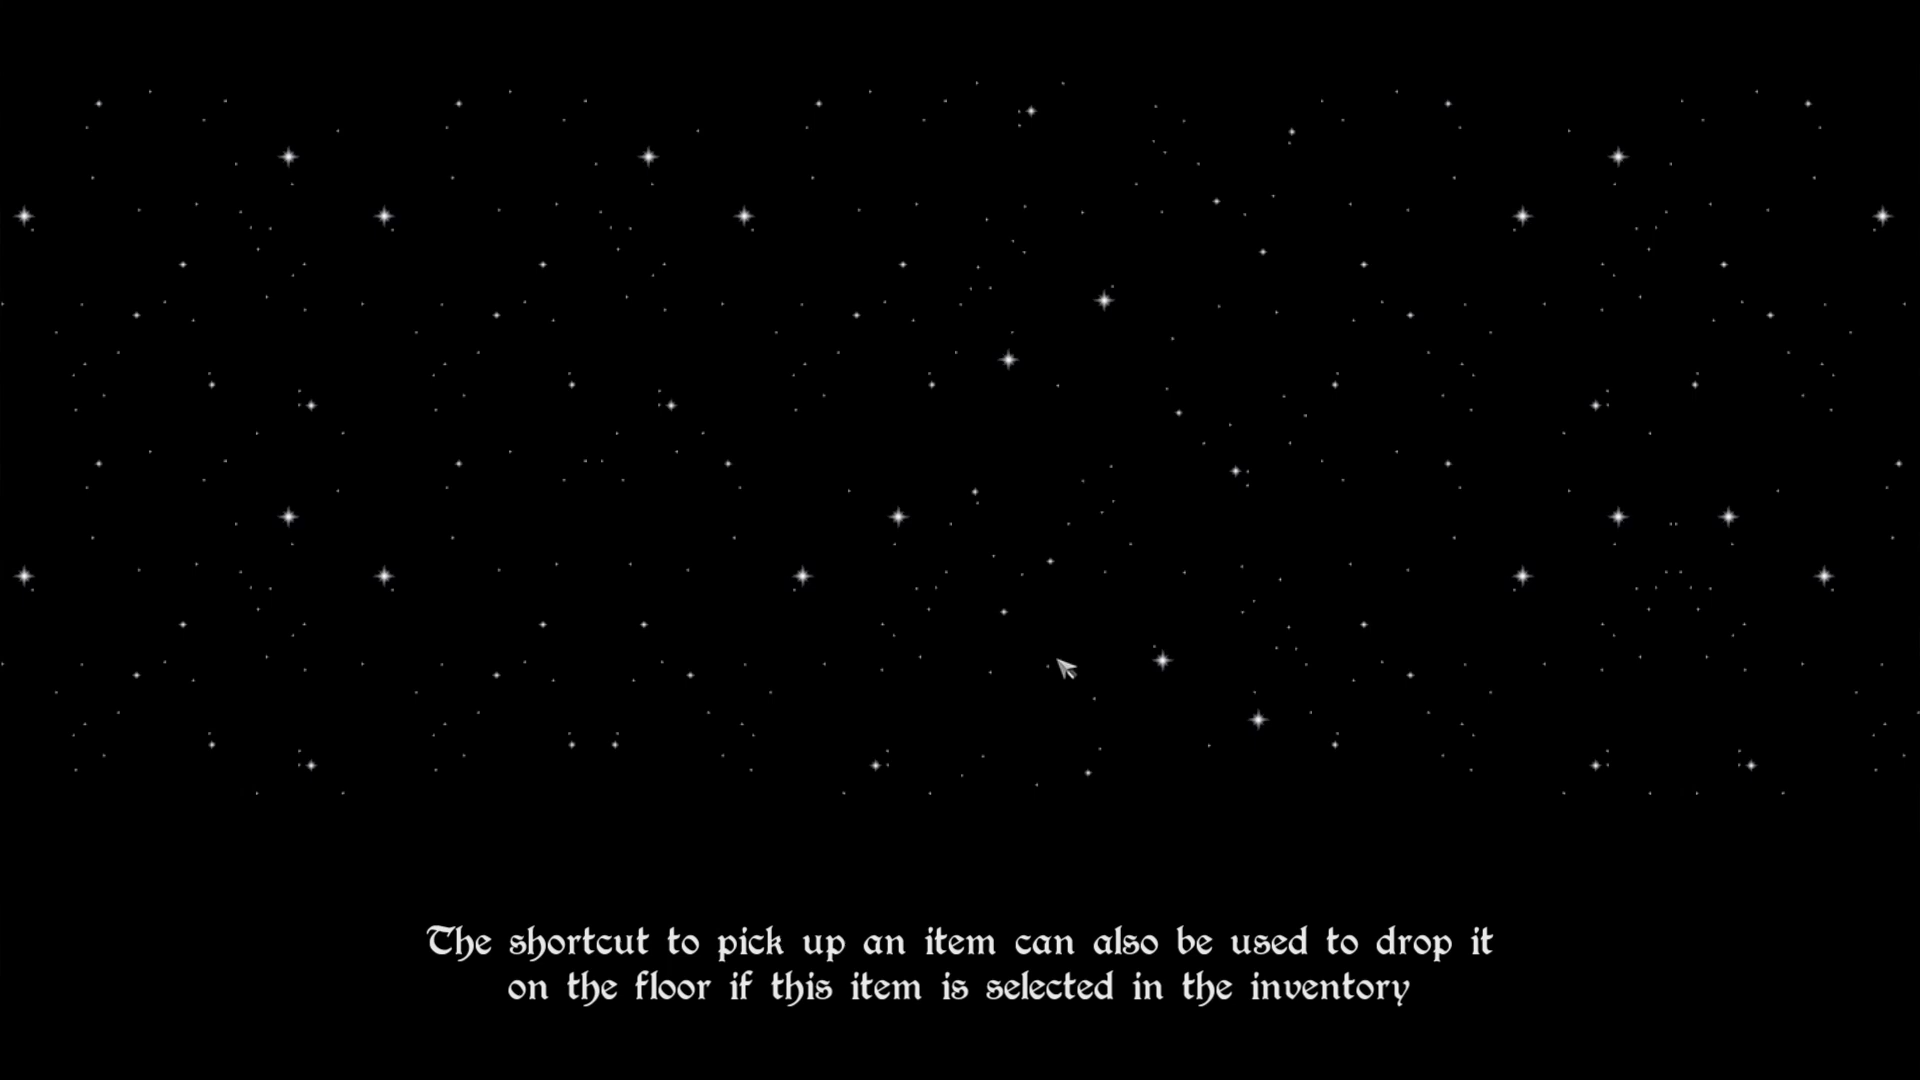 The shortcut to pick up an item can also be used to drop it
on the floor if this item is selected in the inventory